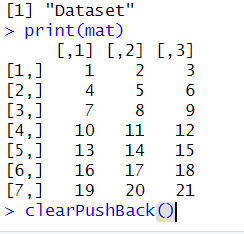 [1] "Dataset"
> print(mat)
     [,1] [,2] [,3]
[1,]    1    2    3
[2,]    4    5    6
[3,]    7    8    9
[4,]   10   11   12
[5,]   13   14   15
[6,]   16   17   18
[7,]   19   20   21
> clearPushBack()